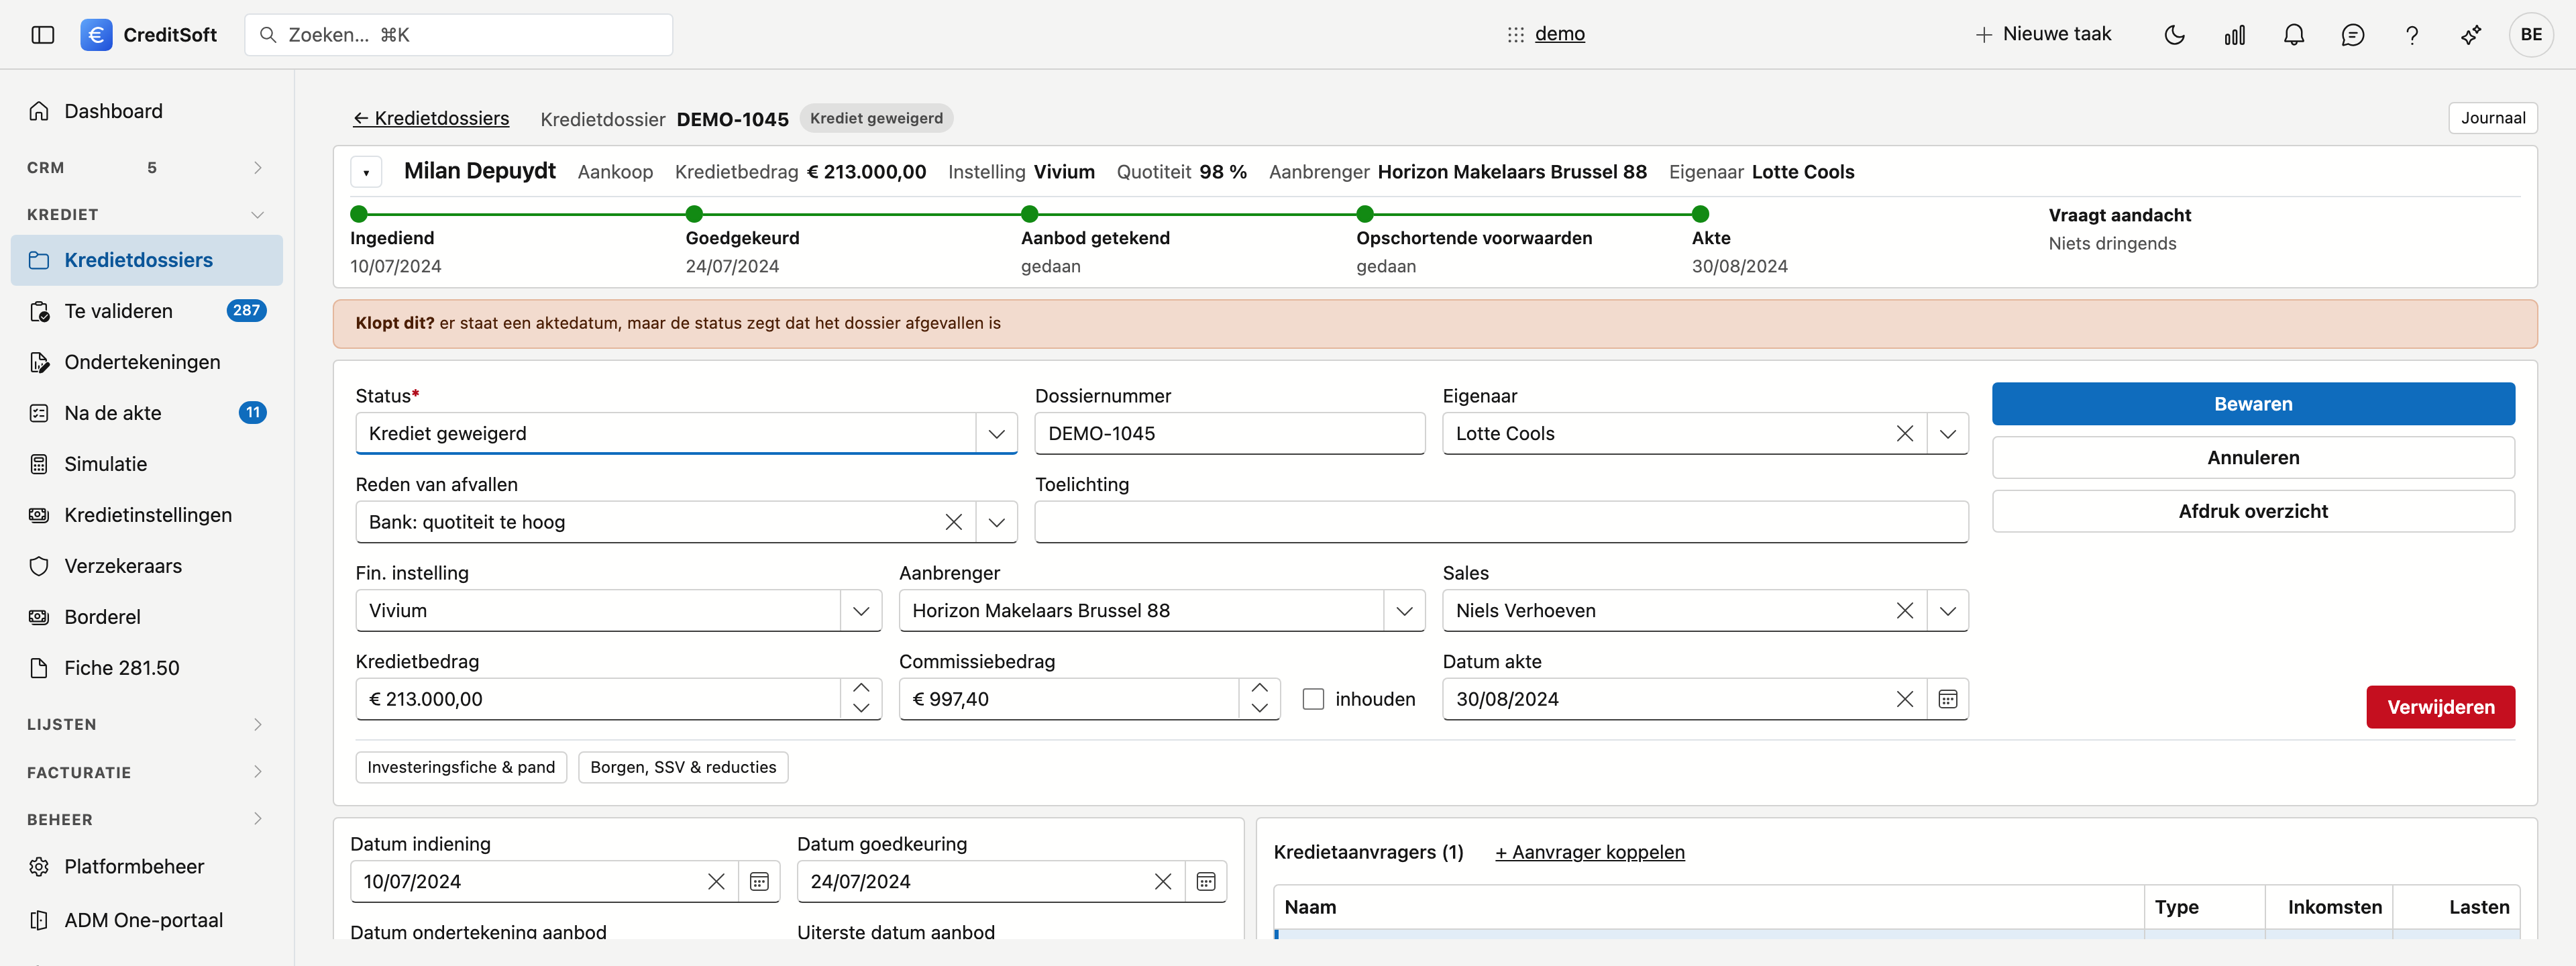 CreditSoft
Zoeken... ⌘K
demo
Nieuwe taak
BE
Dashboard
CRM 5
KREDIET
Kredietdossiers
Te valideren 287
Ondertekeningen
Na de akte 11
Simulatie
Kredietinstellingen
Verzekeraars
Borderel
Fiche 281.50
LIJSTEN
FACTURATIE
BEHEER
Platformbeheer
ADM One-portaal
← Kredietdossiers Kredietdossier DEMO-1045 Krediet geweigerd
Journaal
Milan Depuydt Aankoop Kredietbedrag € 213.000,00 Instelling Vivium Quotiteit 98 % Aanbrenger Horizon Makelaars Brussel 88 Eigenaar Lotte Cools
Ingediend Goedgekeurd Aanbod getekend Opschortende voorwaarden Akte
10/07/2024 24/07/2024 gedaan gedaan 30/08/2024
Vraagt aandacht
Niets dringends
Klopt dit? er staat een aktedatum, maar de status zegt dat het dossier afgevallen is
Status* Dossiernummer Eigenaar
Krediet geweigerd DEMO-1045 Lotte Cools
Reden van afvallen Toelichting
Bank: quotiteit te hoog
Fin. instelling Aanbrenger Sales
Vivium Horizon Makelaars Brussel 88 Niels Verhoeven
Kredietbedrag Commissiebedrag Datum akte
€ 213.000,00 € 997,40 inhouden 30/08/2024
Bewaren
Annuleren
Afdruk overzicht
Verwijderen
Investeringsfiche & pand Borgen, SSV & reducties
Datum indiening Datum goedkeuring
10/07/2024 24/07/2024
Datum ondertekening aanbod Uiterste datum aanbod
Kredietaanvragers (1) + Aanvrager koppelen
Naam Type Inkomsten Lasten